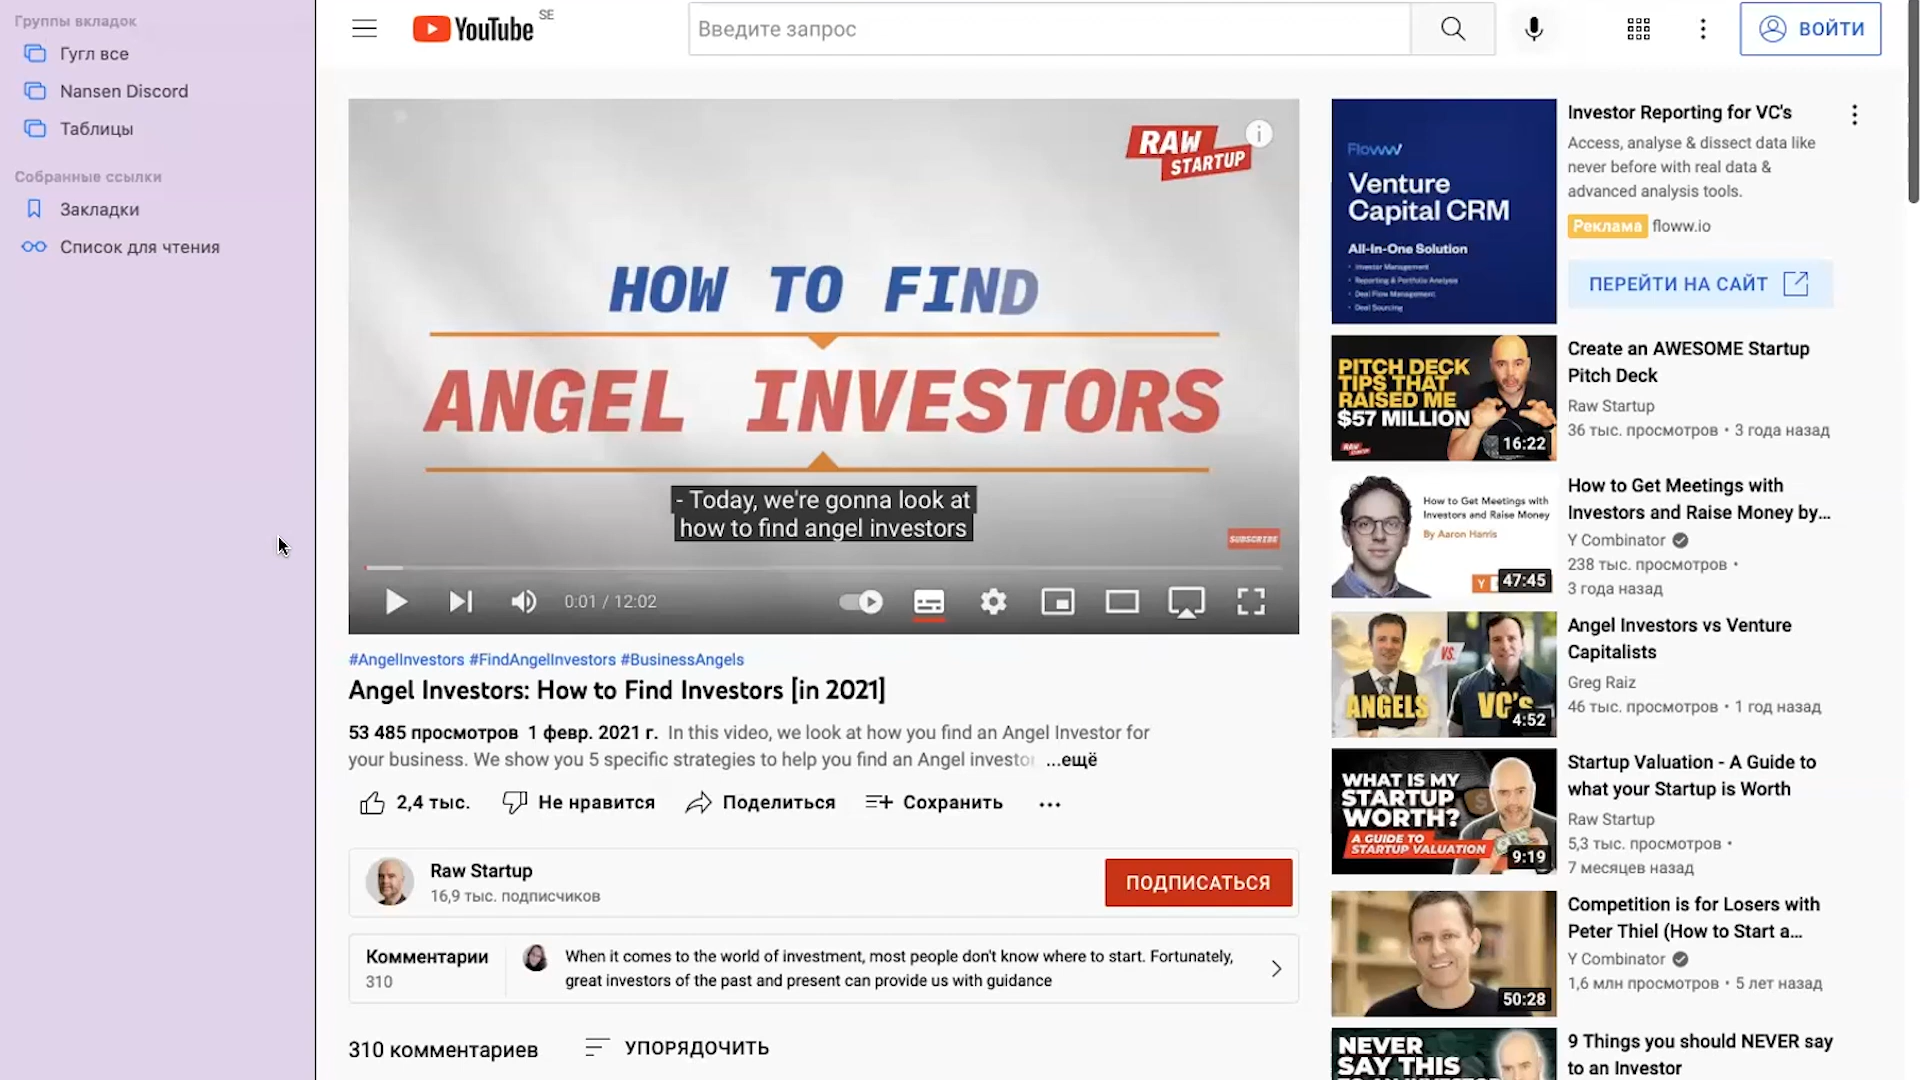 Группы вкладок
Гугл все
Nansen Discord
Таблицы
Собранные ссылки
Закладки
Список для чтения
YouTube SE
Введите запрос
ВОЙТИ
RAW
STARTUP
HOW TO FIND
ANGEL INVESTORS
- Today, we're gonna look at
how to find angel investors
SUBSCRIBE
0:01 / 12:02
#AngelInvestors #FindAngelInvestors #BusinessAngels
Angel Investors: How to Find Investors [in 2021]
53 485 просмотров 1 февр. 2021 г. In this video, we look at how you find an Angel Investor for
your business. We show you 5 specific strategies to help you find an Angel investo ...ещё
2,4 тыс.
Не нравится
Поделиться
Сохранить
Raw Startup
16,9 тыс. подписчиков
ПОДПИСАТЬСЯ
Комментарии
310
When it comes to the world of investment, most people don't know where to start. Fortunately,
great investors of the past and present can provide us with guidance
310 комментариев
УПОРЯДОЧИТЬ
Floww
Venture
Capital CRM
All-In-One Solution
• Investor Management
• Reporting & Portfolio Analysis
• Deal Flow Management
• Deal Sourcing
Investor Reporting for VC's
Access, analyse & dissect data like
never before with real data &
advanced analysis tools.
Реклама floww.io
ПЕРЕЙТИ НА САЙТ
PITCH DECK
TIPS THAT
RAISED ME
$57 MILLION
RAW
16:22
Create an AWESOME Startup
Pitch Deck
Raw Startup
36 тыс. просмотров • 3 года назад
How to Get Meetings with
Investors and Raise Money
By Aaron Harris
Y
47:45
How to Get Meetings with
Investors and Raise Money by...
Y Combinator
238 тыс. просмотров •
3 года назад
VS.
ANGELS
VC's
4:52
Angel Investors vs Venture
Capitalists
Greg Raiz
46 тыс. просмотров • 1 год назад
WHAT IS MY
STARTUP
WORTH?
A GUIDE TO
STARTUP VALUATION
9:19
Startup Valuation - A Guide to
what your Startup is Worth
Raw Startup
5,3 тыс. просмотров •
7 месяцев назад
50:28
Competition is for Losers with
Peter Thiel (How to Start a...
Y Combinator
1,6 млн просмотров • 5 лет назад
NEVER
SAY THIS
9 Things you should NEVER say
to an Investor